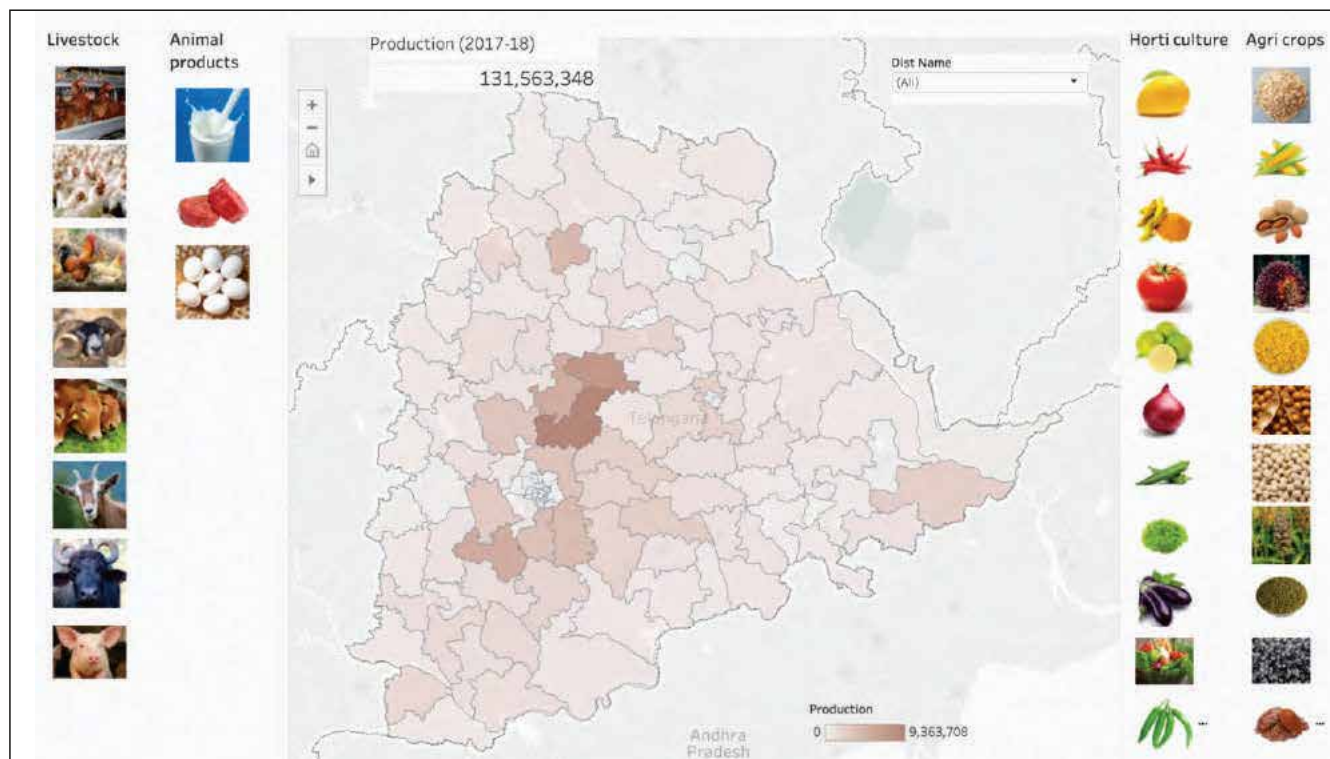 Livestock
Animal
products
Production (2017-18)
131,563,348
Dist Name
(All)
Horti culture
Agri crops
Telangana
Production
0
9,363,708
Andhra
Pradesh
...
...